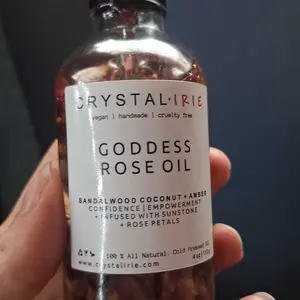 CRYSTAL·IRIE
vegan | handmade | cruelty free
GODDESS
ROSE OIL
SANDALWOOD COCONUT + AMBER
CONFIDENCE | EMPOWERMENT
+ INFUSED WITH SUNSTONE
+ ROSE PETALS
100 % All Natural. Cold Pressed
www.crystalirie.com